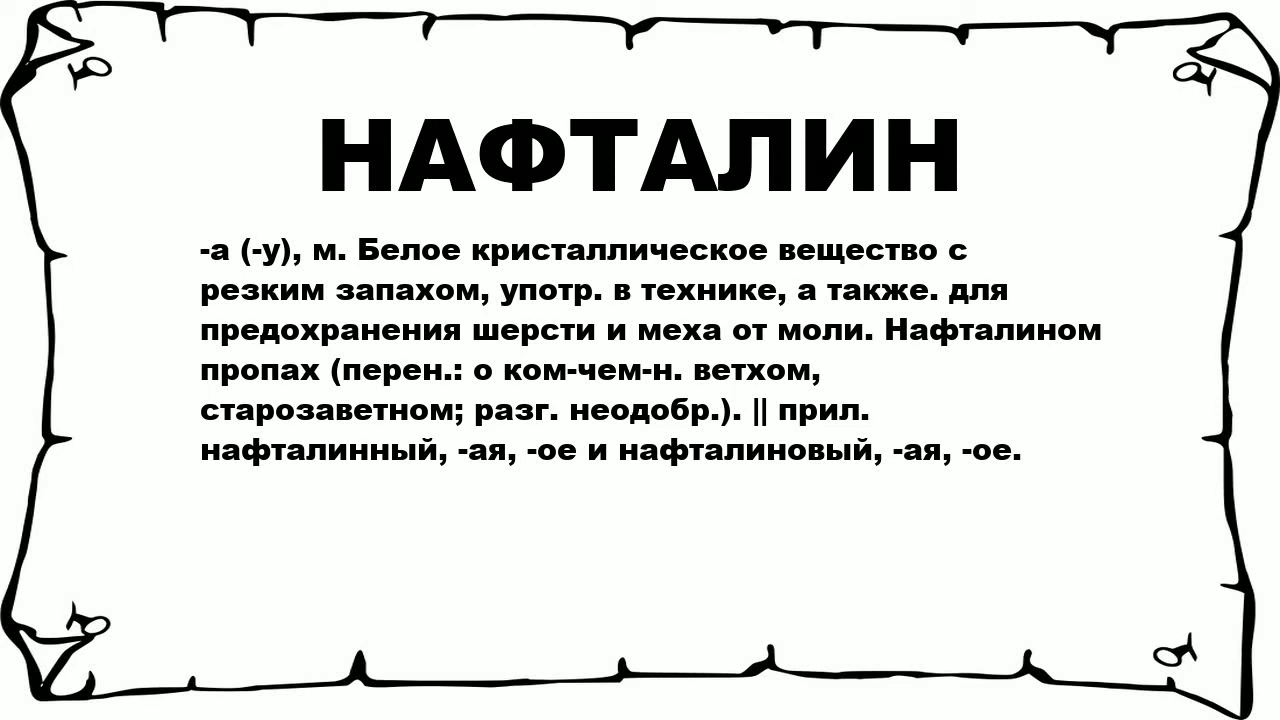 НАФТАЛИН
-а (-у), м. Белое кристаллическое вещество с
резким запахом, употр. в технике, а также. для
предохранения шерсти и меха от моли. Нафталином
пропах (перен.: о ком-чем-н. ветхом,
старозаветном; разг. неодобр.). || прил.
нафталинный, -ая, -ое и нафталиновый, -ая, -ое.